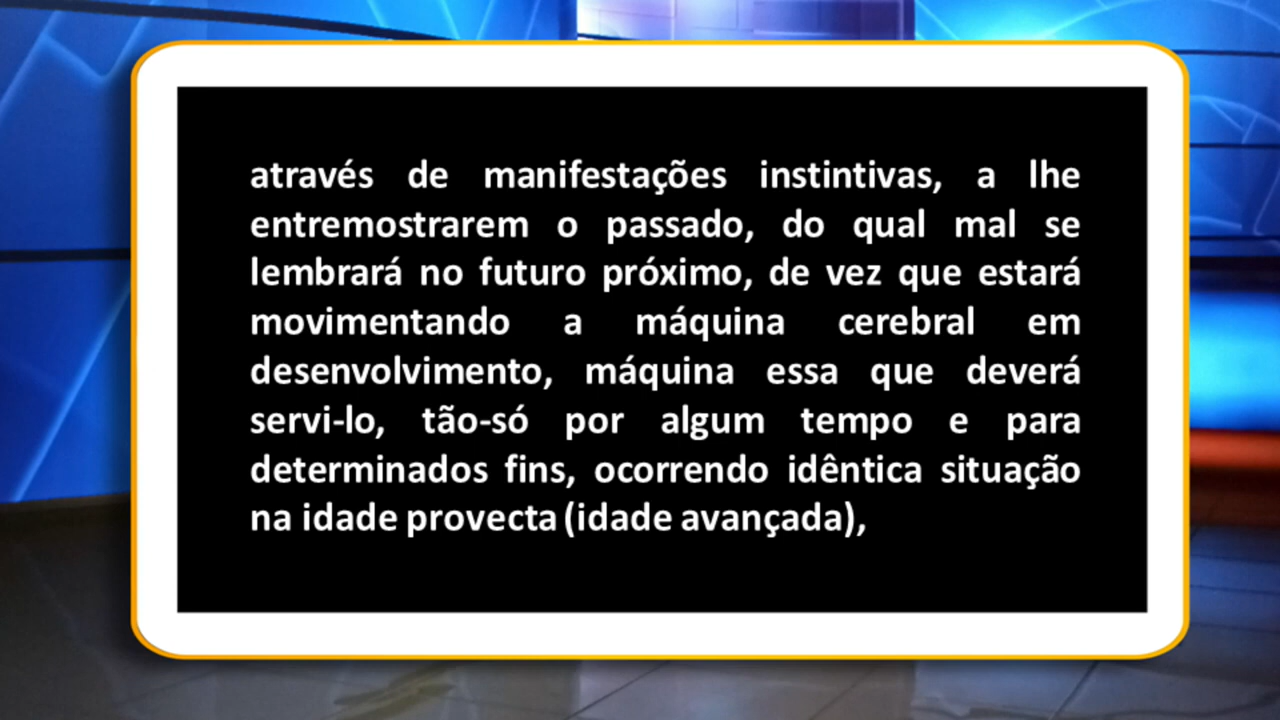 através de manifestações instintivas, a lhe
entremostrarem o passado, do qual mal se
lembrará no futuro próximo, de vez que estará
movimentando a máquina cerebral em
desenvolvimento, máquina essa que deverá
servi-lo, tão-só por algum tempo e para
determinados fins, ocorrendo idêntica situação
na idade provecta (idade avançada),